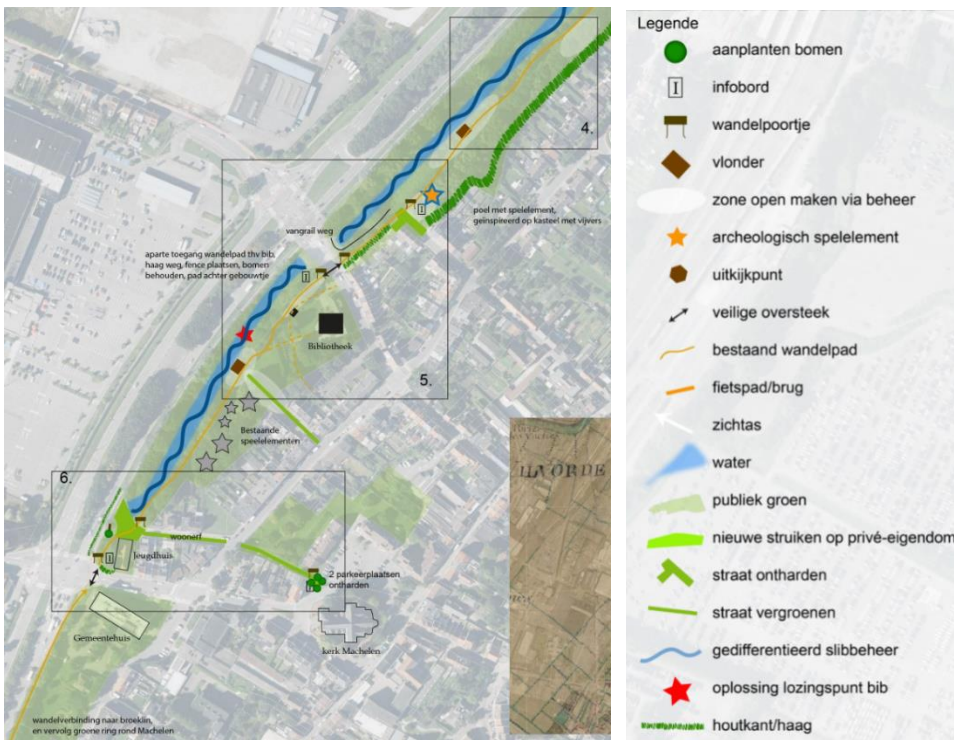 4.
poel met spelelement,
geïnspireerd op kasteel met vijvers
vangrail weg
aparte toegang wandelpad thv bib,
haag weg, fence plaatsen, bomen
behouden, pad achter gebouwtje
I
I
Bibliotheek
5.
Bestaande
speelelementen
6.
woonerf
I
Jeugdhuis
2 parkeerplaatsen
ontharden
Gemeentehuis
kerk Machelen
wandelverbinding naar broeklin,
en vervolg groene ring rond Machelen
ILVORDE
Legende
aanplanten bomen
I
infobord
wandelpoortje
vlonder
zone open maken via beheer
archeologisch spelelement
uitkijkpunt
veilige oversteek
bestaand wandelpad
fietspad/brug
zichtas
water
publiek groen
nieuwe struiken op privé-eigendom
straat ontharden
straat vergroenen
gedifferentieerd slibbeheer
oplossing lozingspunt bib
houtkant/haag